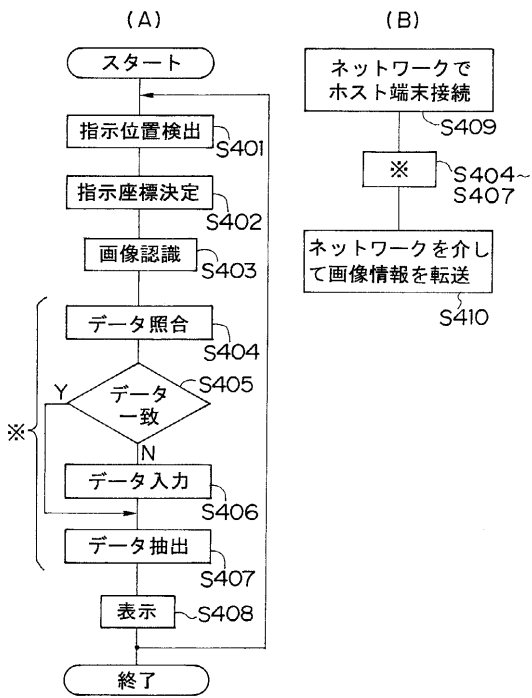 (A)
スタート
指示位置検出
S401
指示座標決定
S402
画像認識
S403
※
データ照合
S404
データ
一致
S405
Y
N
データ入力
S406
データ抽出
S407
表示
S408
終了
(B)
ネットワークで
ホスト端末接続
S409
※
S404~
S407
ネットワークを介し
て画像情報を転送
S410